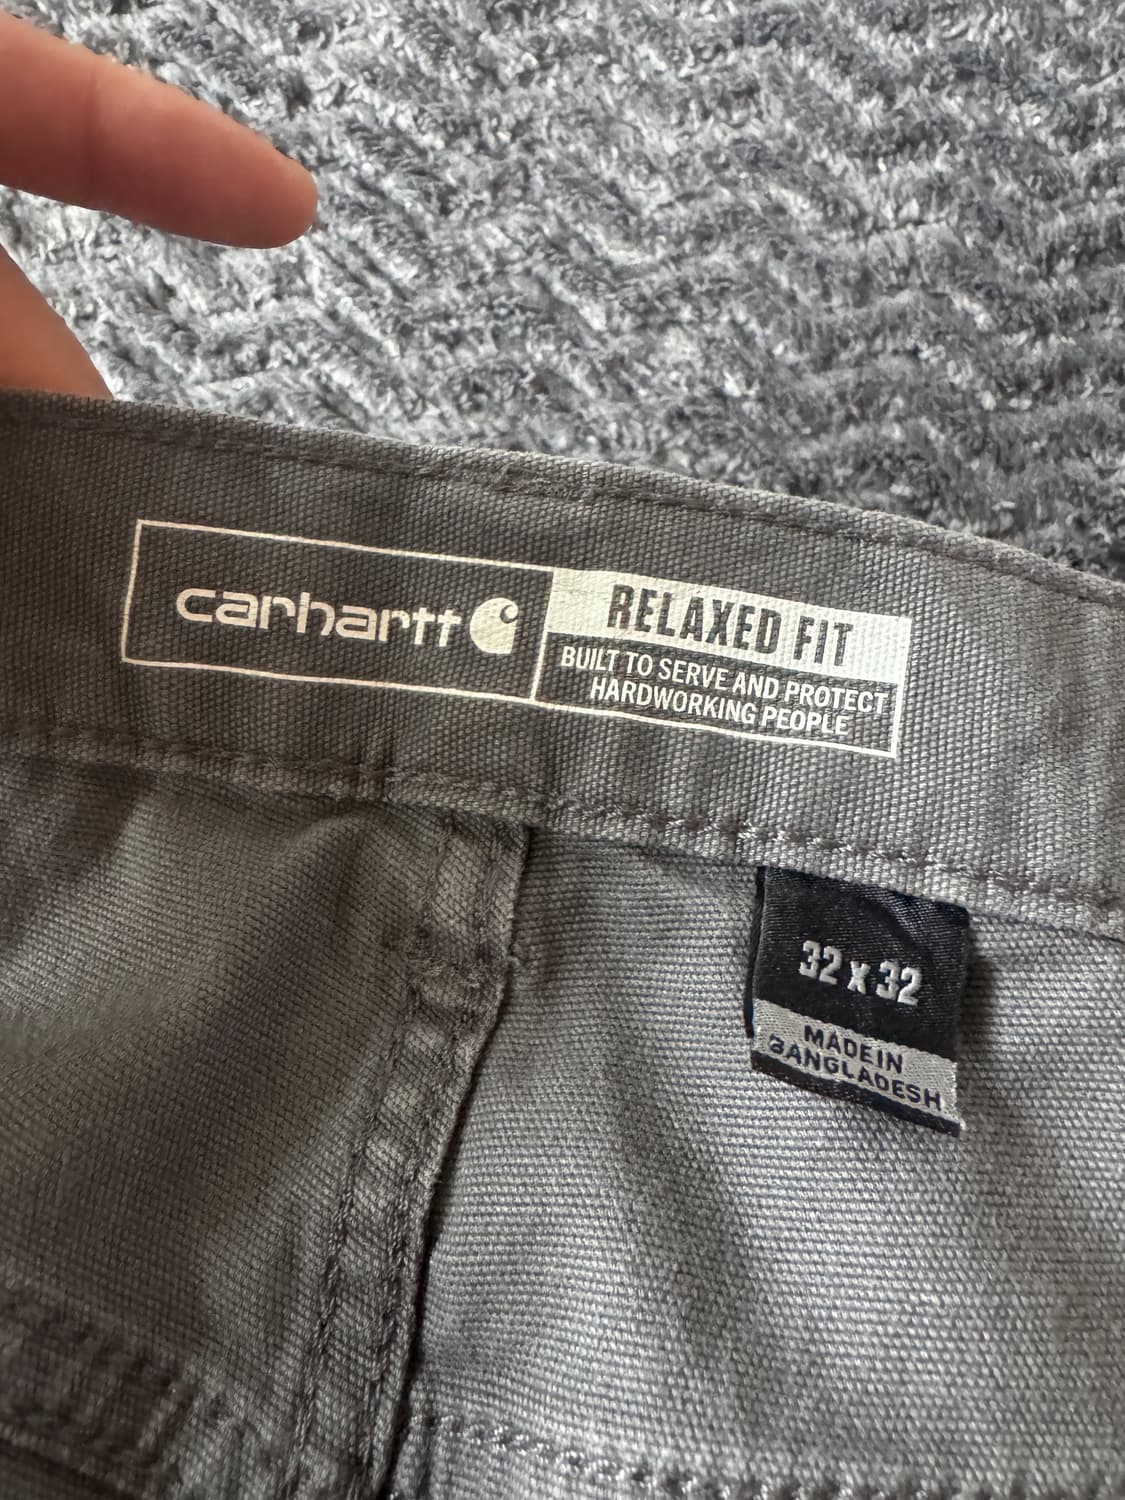 carhartt
RELAXED FIT
BUILT TO SERVE AND PROTECT
HARDWORKING PEOPLE
32 x 32
MADE IN
BANGLADESH